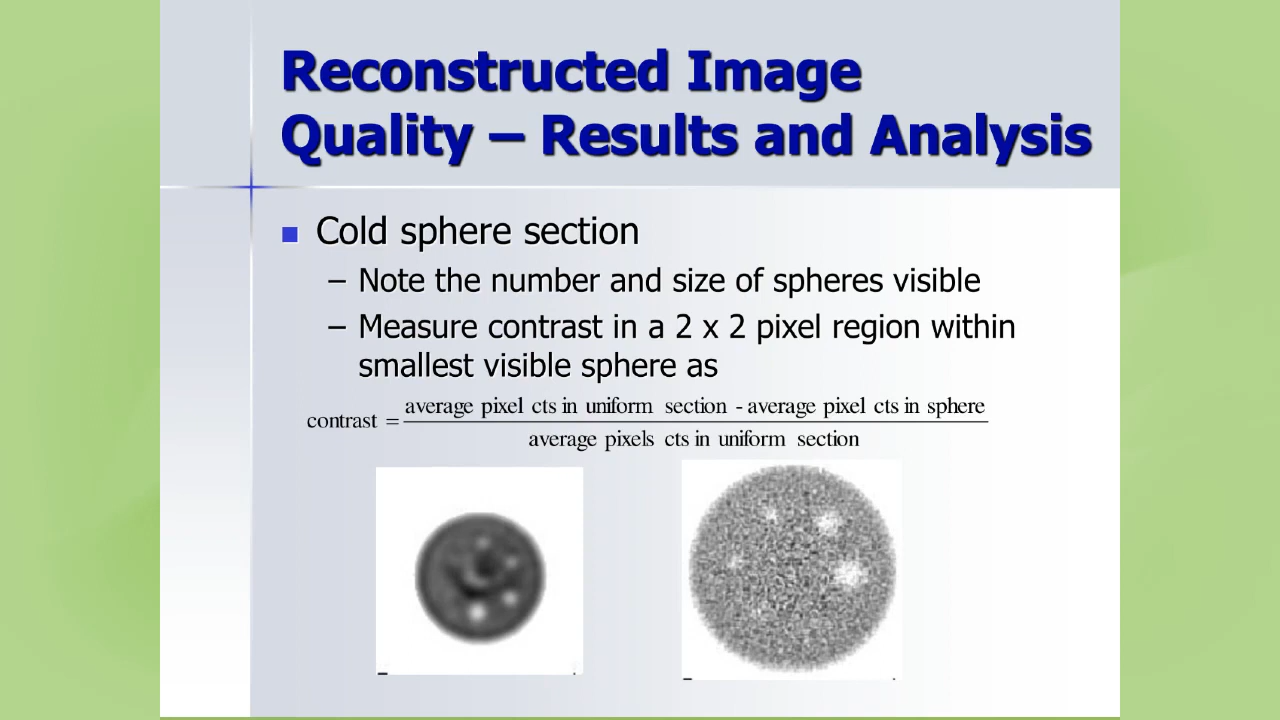 Reconstructed Image
Quality – Results and Analysis
Cold sphere section
– Note the number and size of spheres visible
– Measure contrast in a 2 x 2 pixel region within
smallest visible sphere as
contrast = average pixel cts in uniform section - average pixel cts in sphere
average pixels cts in uniform section